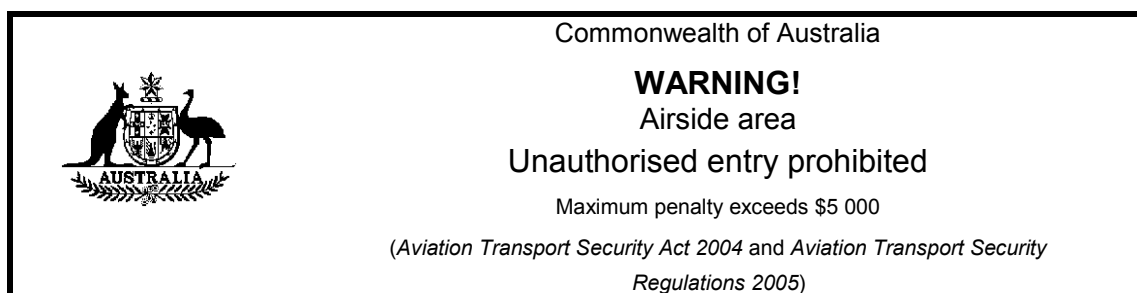 Commonwealth of Australia
WARNING!
Airside area
Unauthorised entry prohibited
Maximum penalty exceeds $5 000
(Aviation Transport Security Act 2004 and Aviation Transport Security
Regulations 2005)
AUSTRALIA